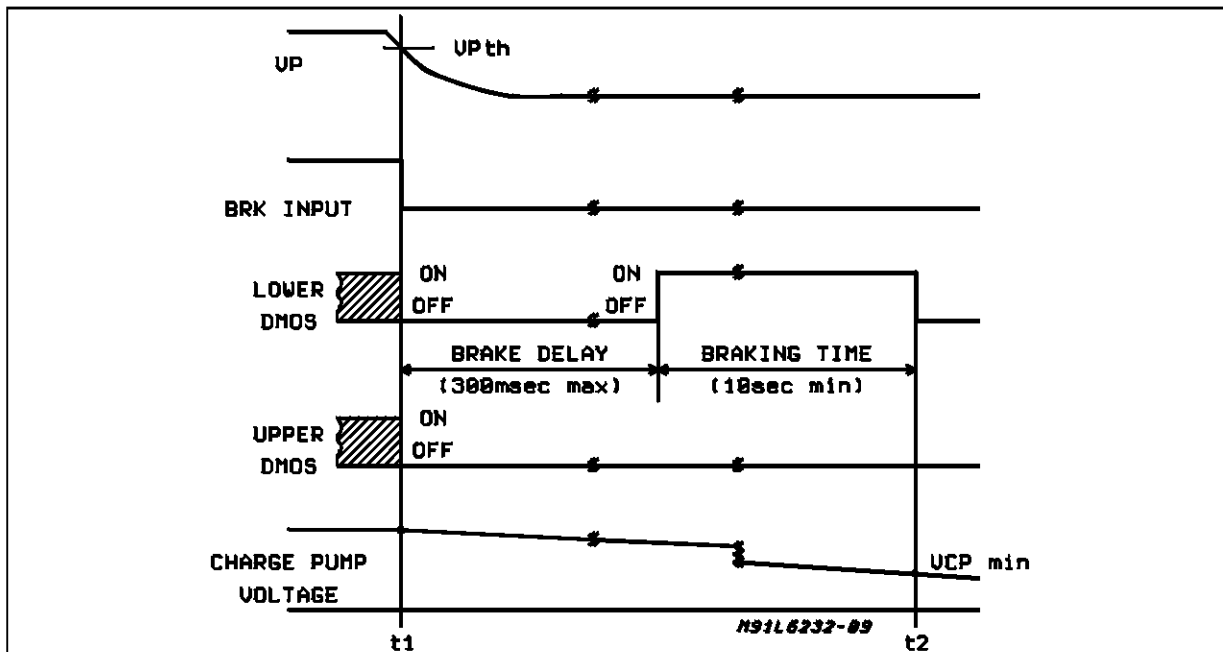 VPth
VP
BRK INPUT
LOWER
DMOS
ON
OFF
ON
OFF
BRAKE DELAY
(300msec max)
BRAKING TIME
(10sec min)
UPPER
DMOS
ON
OFF
CHARGE PUMP
VOLTAGE
VCP min
M91L6232-09
t1
t2